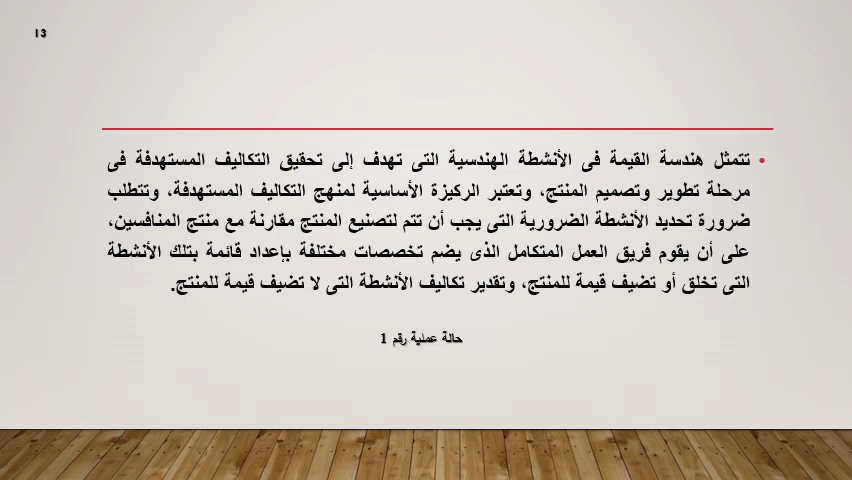 13
• تتمثل هندسة القيمة فى الأنشطة الهندسية التى تهدف إلى تحقيق التكاليف المستهدفة فى
مرحلة تطوير وتصميم المنتج، وتعتبر الركيزة الأساسية لمنهج التكاليف المستهدفة، وتتطلب
ضرورة تحديد الأنشطة الضرورية التى يجب أن تتم لتصنيع المنتج مقارنة مع منتج المنافسين،
على أن يقوم فريق العمل المتكامل الذى يضم تخصصات مختلفة بإعداد قائمة بتلك الأنشطة
التى تخلق أو تضيف قيمة للمنتج، وتقدير تكاليف الأنشطة التى لا تضيف قيمة للمنتج.
حالة عملية رقم 1